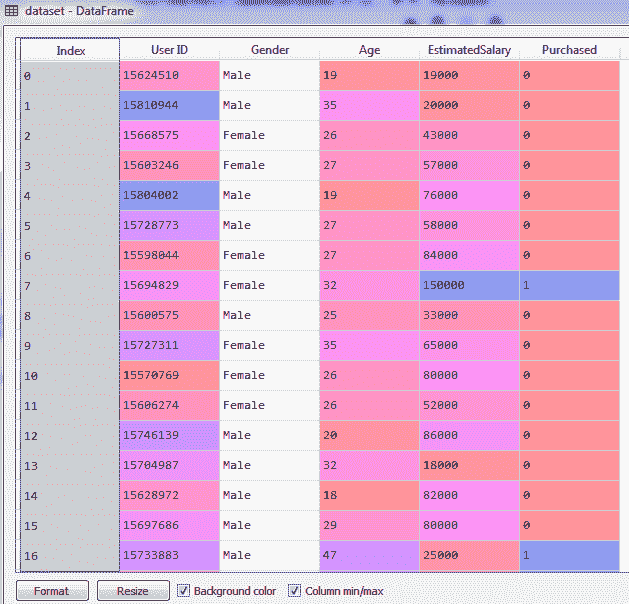 dataset - DataFrame
Index User ID Gender Age EstimatedSalary Purchased
0 15624510 Male 19 19000 0
1 15810944 Male 35 20000 0
2 15668575 Female 26 43000 0
3 15603246 Female 27 57000 0
4 15804002 Male 19 76000 0
5 15728773 Male 27 58000 0
6 15598044 Female 27 84000 0
7 15694829 Female 32 150000 1
8 15600575 Male 25 33000 0
9 15727311 Female 35 65000 0
10 15570769 Female 26 80000 0
11 15606274 Female 26 52000 0
12 15746139 Male 20 86000 0
13 15704987 Male 32 18000 0
14 15628972 Male 18 82000 0
15 15697686 Male 29 80000 0
16 15733883 Male 47 25000 1
Format Resize Background color Column min/max